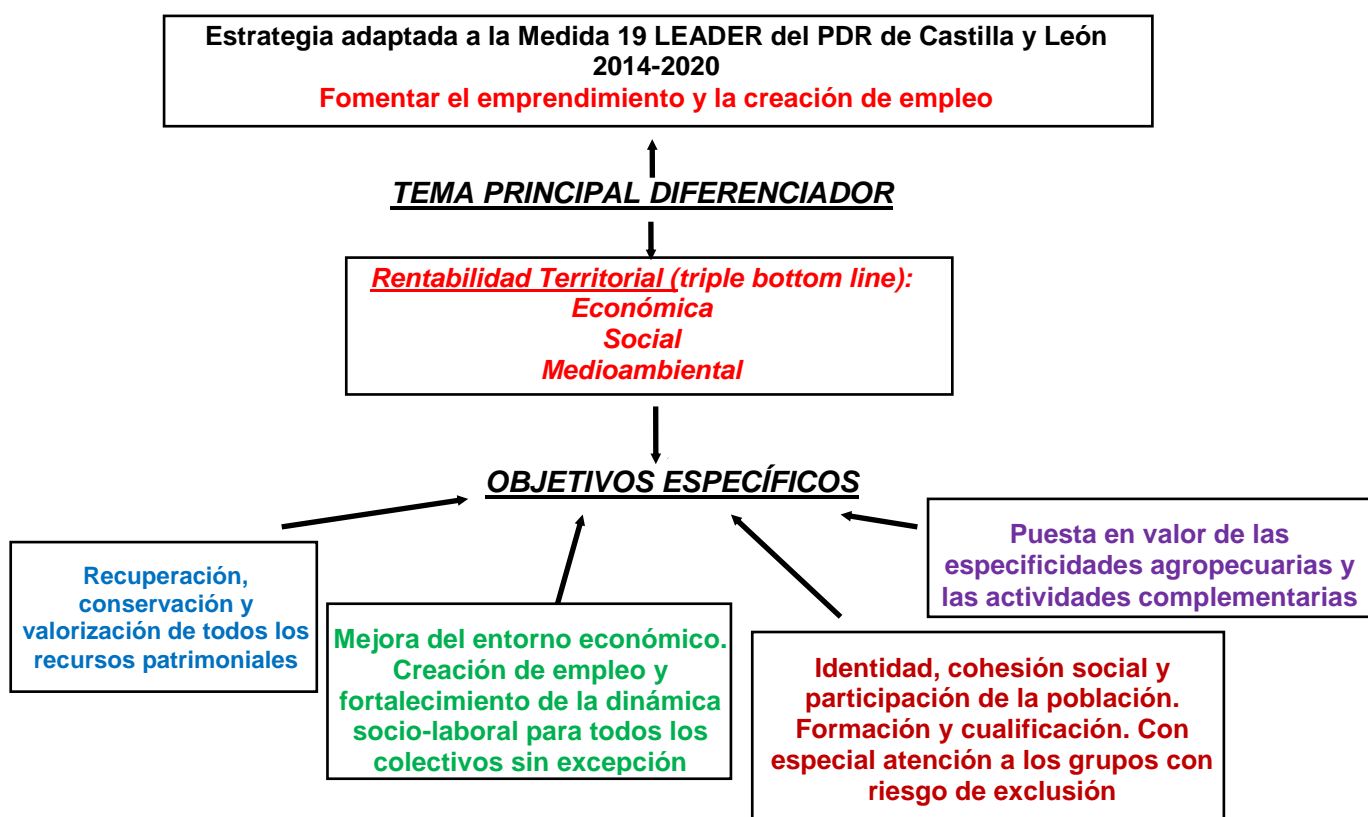 Estrategia adaptada a la Medida 19 LEADER del PDR de Castilla y León
2014-2020
Fomentar el emprendimiento y la creación de empleo
TEMA PRINCIPAL DIFERENCIADOR
Rentabilidad Territorial (triple bottom line):
Económica
Social
Medioambiental
OBJETIVOS ESPECÍFICOS
Recuperación,
conservación y
valorización de todos los
recursos patrimoniales
Mejora del entorno económico.
Creación de empleo y
fortalecimiento de la dinámica
socio-laboral para todos los
colectivos sin excepción
Identidad, cohesión social y
participación de la población.
Formación y cualificación. Con
especial atención a los grupos con
riesgo de exclusión
Puesta en valor de las
especificidades agropecuarias y
las actividades complementarias